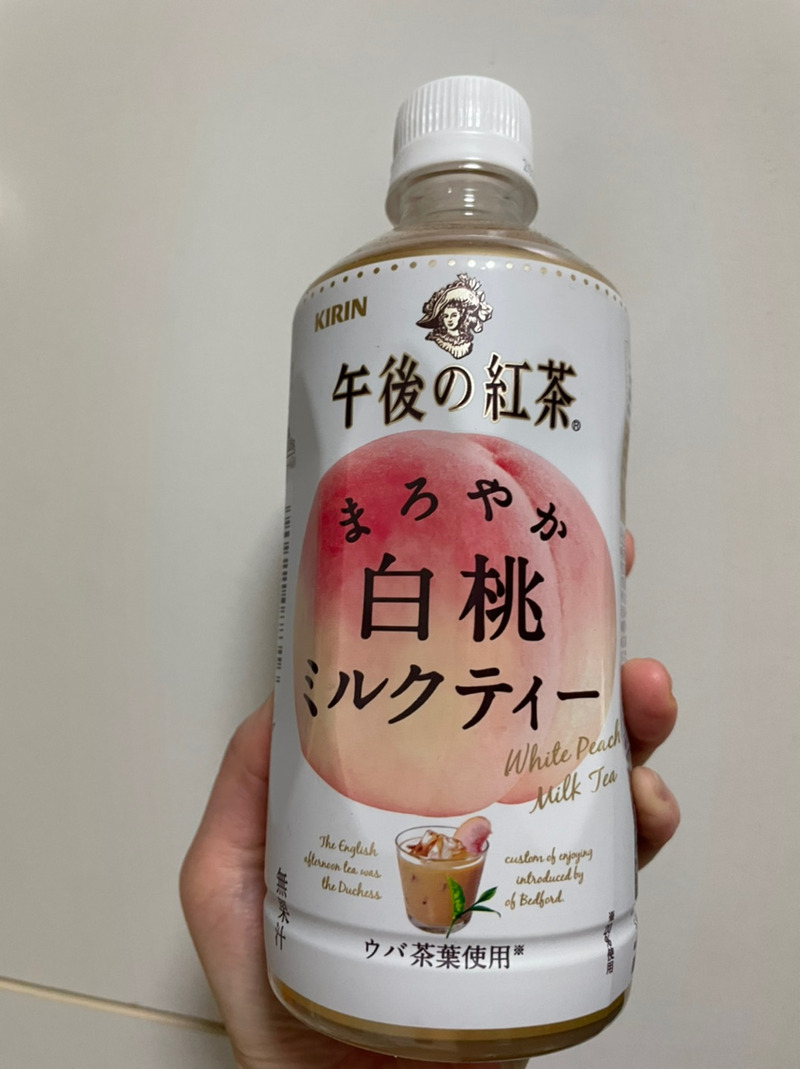 KIRIN
午後の紅茶®
まろやか
白桃
ミルクティー
White Peach
Milk Tea
The English custom of enjoying
afternoon tea was introduced by
the Duchess of Bedford.
無果汁
ウバ茶葉使用※